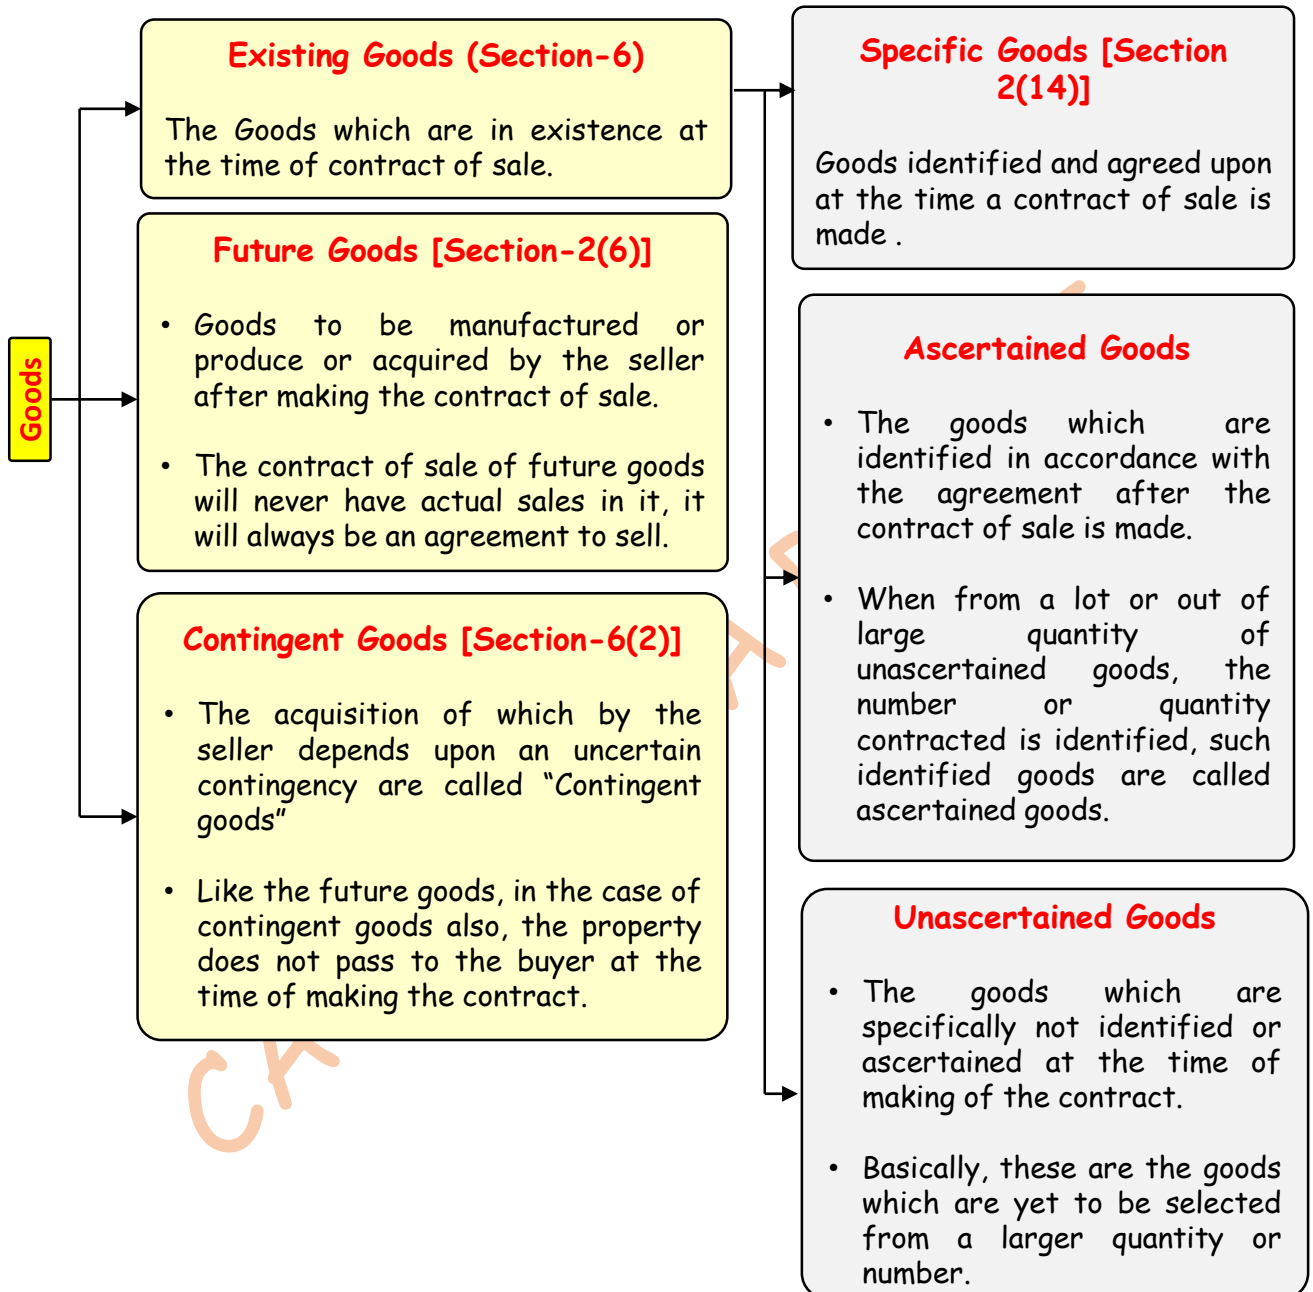 Goods
Existing Goods (Section-6)
The Goods which are in existence at
the time of contract of sale.
Future Goods [Section-2(6)]
• Goods to be manufactured or
produce or acquired by the seller
after making the contract of sale.
• The contract of sale of future goods
will never have actual sales in it, it
will always be an agreement to sell.
Contingent Goods [Section-6(2)]
• The acquisition of which by the
seller depends upon an uncertain
contingency are called “Contingent
goods”
• Like the future goods, in the case of
contingent goods also, the property
does not pass to the buyer at the
time of making the contract.
Specific Goods [Section
2(14)]
Goods identified and agreed upon
at the time a contract of sale is
made .
Ascertained Goods
• The goods which are
identified in accordance with
the agreement after the
contract of sale is made.
• When from a lot or out of
large quantity of
unascertained goods, the
number or quantity
contracted is identified, such
identified goods are called
ascertained goods.
Unascertained Goods
• The goods which are
specifically not identified or
ascertained at the time of
making of the contract.
• Basically, these are the goods
which are yet to be selected
from a larger quantity or
number.